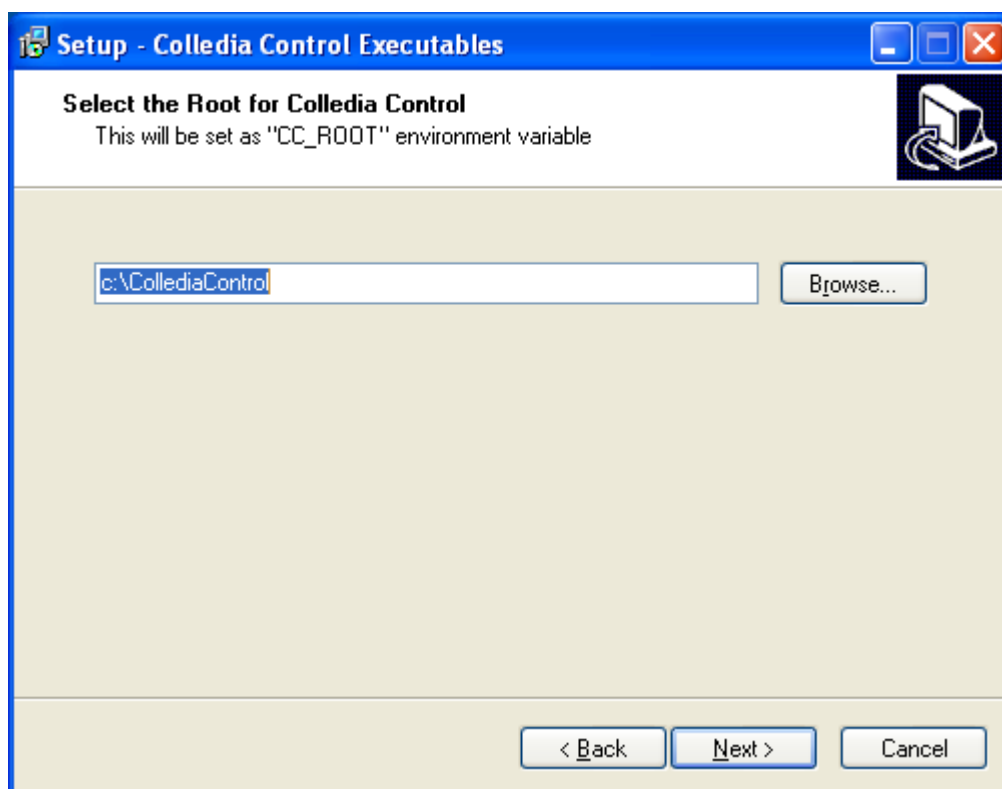 Setup - Colledia Control Executables
Select the Root for Colledia Control
This will be set as "CC_ROOT" environment variable
c:\CollediaControl
Browse...
< Back
Next >
Cancel